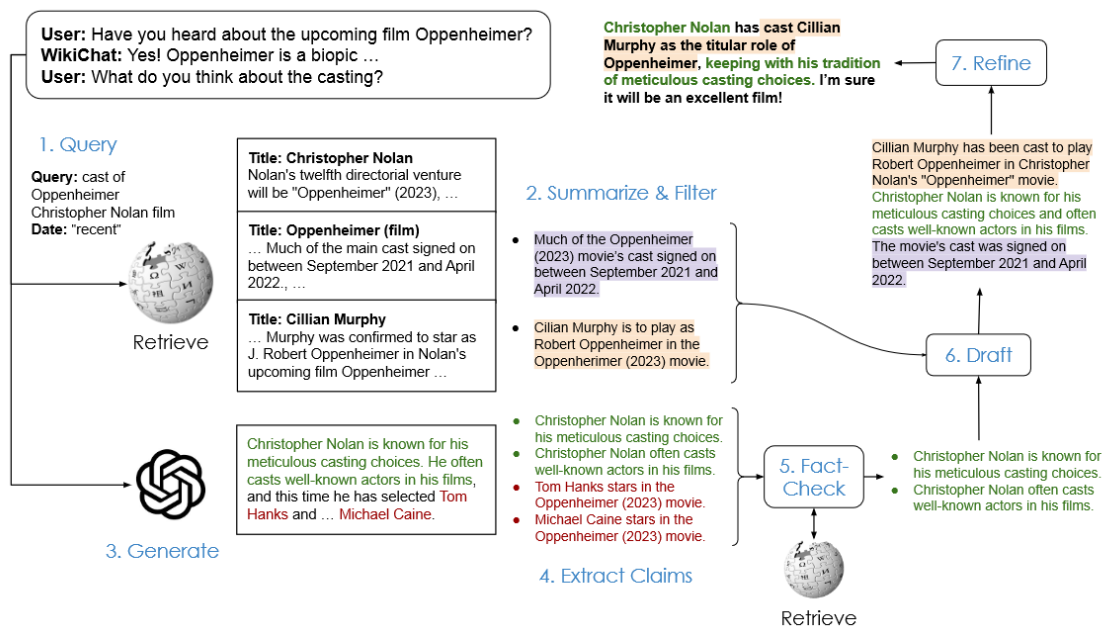 User: Have you heard about the upcoming film Oppenheimer?
WikiChat: Yes! Oppenheimer is a biopic …
User: What do you think about the casting?
1. Query
Query: cast of
Oppenheimer
Christopher Nolan film
Date: "recent"
Retrieve
Title: Christopher Nolan
Nolan's twelfth directorial venture
will be "Oppenheimer" (2023), …
Title: Oppenheimer (film)
… Much of the main cast signed on
between September 2021 and April
2022., …
Title: Cillian Murphy
… Murphy was confirmed to star as
J. Robert Oppenheimer in Nolan's
upcoming film Oppenheimer …
2. Summarize & Filter
● Much of the Oppenheimer
(2023) movie's cast signed on
between September 2021 and
April 2022.
● Cilian Murphy is to play as
Robert Oppenheimer in the
Oppenherimer (2023) movie.
3. Generate
Christopher Nolan is known for his
meticulous casting choices. He often
casts well-known actors in his films,
and this time he has selected Tom
Hanks and … Michael Caine.
● Christopher Nolan is known for
his meticulous casting choices.
● Christopher Nolan often casts
well-known actors in his films.
● Tom Hanks stars in the
Oppenheimer (2023) movie.
● Michael Caine stars in the
Oppenheimer (2023) movie.
4. Extract Claims
5. Fact-
Check
Retrieve
● Christopher Nolan is known for
his meticulous casting choices.
● Christopher Nolan often casts
well-known actors in his films.
6. Draft
Cillian Murphy has been cast to play
Robert Oppenheimer in Christopher
Nolan's "Oppenheimer" movie.
Christopher Nolan is known for his
meticulous casting choices and often
casts well-known actors in his films.
The movie's cast was signed on
between September 2021 and April
2022.
7. Refine
Christopher Nolan has cast Cillian
Murphy as the titular role of
Oppenheimer, keeping with his tradition
of meticulous casting choices. I'm sure
it will be an excellent film!